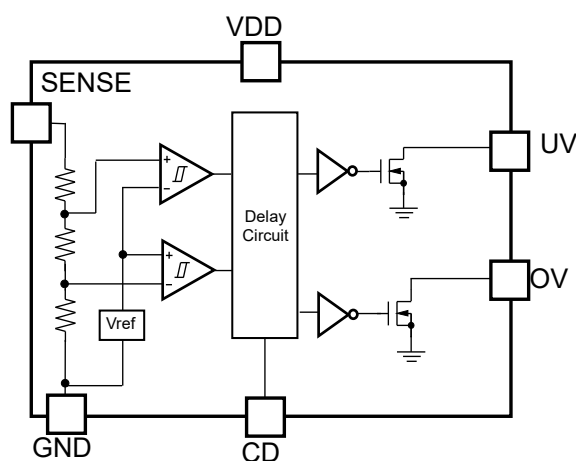 VDD
SENSE
UV
+
−
Delay
Circuit
+
−
OV
Vref
GND
CD